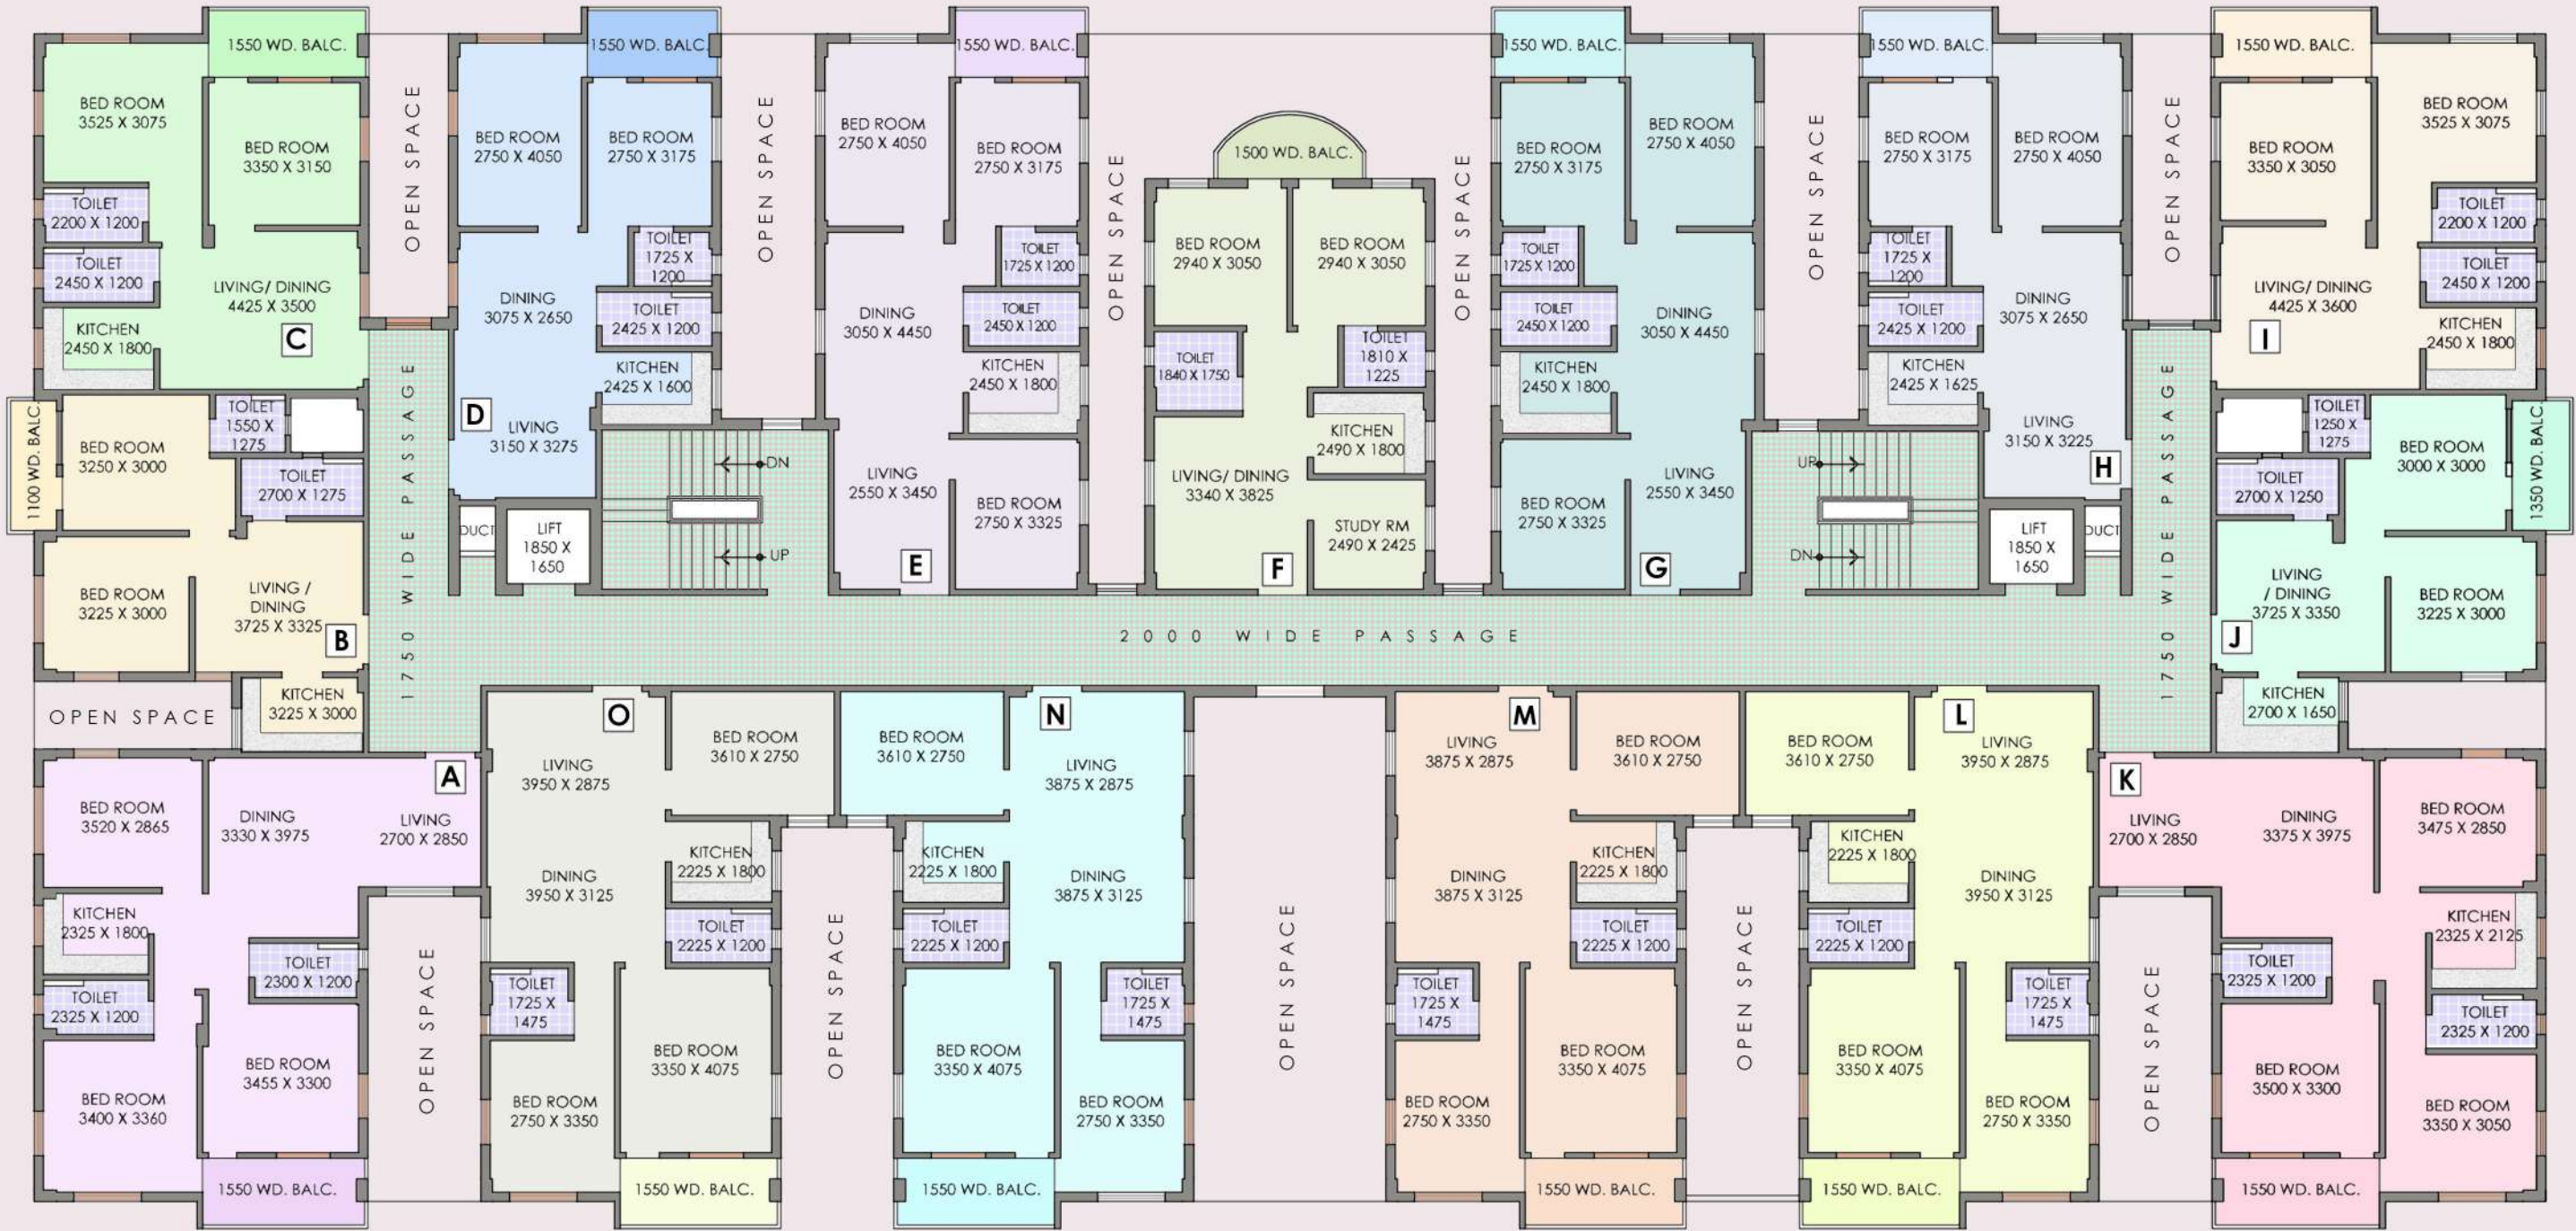 1550 WD. BALC.
BED ROOM
3525 X 3075
BED ROOM
3350 X 3150
TOILET
2200 X 1200
TOILET
2450 X 1200
LIVING/ DINING
4425 X 3500
KITCHEN
2450 X 1800
C
OPEN SPACE
1550 WD. BALC.
BED ROOM
2750 X 4050
BED ROOM
2750 X 3175
TOILET
1725 X
1200
DINING
3075 X 2650
TOILET
2425 X 1200
KITCHEN
2425 X 1600
D
LIVING
3150 X 3275
DUCT
LIFT
1850 X
1650
DN
UP
OPEN SPACE
1550 WD. BALC.
BED ROOM
2750 X 4050
BED ROOM
2750 X 3175
TOILET
1725 X 1200
DINING
3050 X 4450
TOILET
2450 X 1200
KITCHEN
2450 X 1800
LIVING
2550 X 3450
BED ROOM
2750 X 3325
E
OPEN SPACE
1500 WD. BALC.
BED ROOM
2940 X 3050
BED ROOM
2940 X 3050
TOILET
1840 X 1750
TOILET
1810 X
1225
KITCHEN
2490 X 1800
LIVING/ DINING
3340 X 3825
STUDY RM
2490 X 2425
F
OPEN SPACE
1550 WD. BALC.
BED ROOM
2750 X 3175
BED ROOM
2750 X 4050
TOILET
1725 X 1200
TOILET
2450 X 1200
DINING
3050 X 4450
KITCHEN
2450 X 1800
BED ROOM
2750 X 3325
LIVING
2550 X 3450
G
OPEN SPACE
1550 WD. BALC.
BED ROOM
2750 X 3175
BED ROOM
2750 X 4050
TOILET
1725 X
1200
TOILET
2425 X 1200
DINING
3075 X 2650
KITCHEN
2425 X 1625
LIVING
3150 X 3225
H
UP
DN
LIFT
1850 X
1650
DUCT
OPEN SPACE
1550 WD. BALC.
BED ROOM
3525 X 3075
BED ROOM
3350 X 3050
TOILET
2200 X 1200
TOILET
2450 X 1200
LIVING/ DINING
4425 X 3600
KITCHEN
2450 X 1800
I
1100 WD. BALC.
BED ROOM
3250 X 3000
TOILET
1550 X
1275
TOILET
2700 X 1275
BED ROOM
3225 X 3000
LIVING /
DINING
3725 X 3325
B
KITCHEN
3225 X 3000
OPEN SPACE
1750 WIDE PASSAGE
2000 WIDE PASSAGE
1750 WIDE PASSAGE
TOILET
1250 X
1275
BED ROOM
3000 X 3000
1350 WD. BALC.
TOILET
2700 X 1250
LIVING
/ DINING
3725 X 3350
BED ROOM
3225 X 3000
J
KITCHEN
2700 X 1650
A
BED ROOM
3520 X 2865
DINING
3330 X 3975
LIVING
2700 X 2850
KITCHEN
2325 X 1800
TOILET
2300 X 1200
TOILET
2325 X 1200
BED ROOM
3455 X 3300
BED ROOM
3400 X 3360
1550 WD. BALC.
OPEN SPACE
O
LIVING
3950 X 2875
BED ROOM
3610 X 2750
KITCHEN
2225 X 1800
DINING
3950 X 3125
TOILET
2225 X 1200
TOILET
1725 X
1475
BED ROOM
3350 X 4075
BED ROOM
2750 X 3350
1550 WD. BALC.
OPEN SPACE
N
BED ROOM
3610 X 2750
LIVING
3875 X 2875
KITCHEN
2225 X 1800
DINING
3875 X 3125
TOILET
2225 X 1200
TOILET
1725 X
1475
BED ROOM
3350 X 4075
BED ROOM
2750 X 3350
1550 WD. BALC.
OPEN SPACE
M
LIVING
3875 X 2875
BED ROOM
3610 X 2750
KITCHEN
2225 X 1800
DINING
3875 X 3125
TOILET
2225 X 1200
TOILET
1725 X
1475
BED ROOM
3350 X 4075
BED ROOM
2750 X 3350
1550 WD. BALC.
OPEN SPACE
L
BED ROOM
3610 X 2750
LIVING
3950 X 2875
KITCHEN
2225 X 1800
DINING
3950 X 3125
TOILET
2225 X 1200
TOILET
1725 X
1475
BED ROOM
3350 X 4075
BED ROOM
2750 X 3350
1550 WD. BALC.
OPEN SPACE
K
LIVING
2700 X 2850
DINING
3375 X 3975
BED ROOM
3475 X 2850
KITCHEN
2325 X 2125
TOILET
2325 X 1200
TOILET
2325 X 1200
BED ROOM
3500 X 3300
BED ROOM
3350 X 3050
1550 WD. BALC.